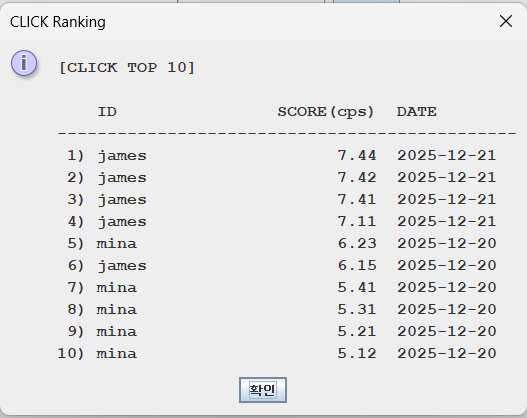 CLICK Ranking
[CLICK TOP 10]
ID SCORE(cps) DATE
----------------------------------------------
1) james 7.44 2025-12-21
2) james 7.42 2025-12-21
3) james 7.41 2025-12-21
4) james 7.11 2025-12-21
5) mina 6.23 2025-12-20
6) james 6.15 2025-12-20
7) mina 5.41 2025-12-20
8) mina 5.31 2025-12-20
9) mina 5.21 2025-12-20
10) mina 5.12 2025-12-20
확인